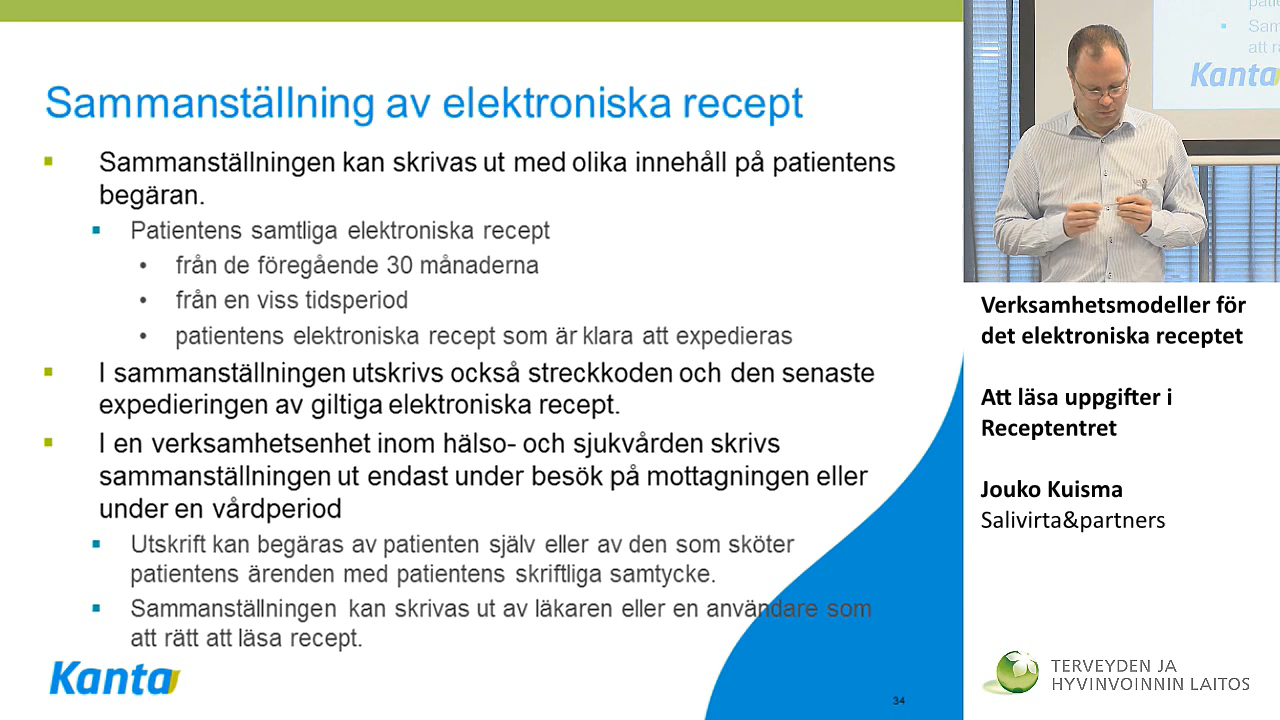 Sammanställning av elektroniska recept
Sammanställningen kan skrivas ut med olika innehåll på patientens
begäran.
Patientens samtliga elektroniska recept
från de föregående 30 månaderna
från en viss tidsperiod
patientens elektroniska recept som är klara att expedieras
I sammanställningen utskrivs också streckkoden och den senaste
expedieringen av giltiga elektroniska recept.
I en verksamhetsenhet inom hälso- och sjukvården skrivs
sammanställningen ut endast under besök på mottagningen eller
under en vårdperiod
Utskrift kan begäras av patienten själv eller av den som sköter
patientens ärenden med patientens skriftliga samtycke.
Sammanställningen kan skrivas ut av läkaren eller en användare som
att rätt att läsa recept.
Kanta
34
Sam
att r
Kanta
Verksamhetsmodeller för
det elektroniska receptet
Att läsa uppgifter i
Receptentret
Jouko Kuisma
Salivirta&partners
TERVEYDEN JA
HYVINVOINNIN LAITOS